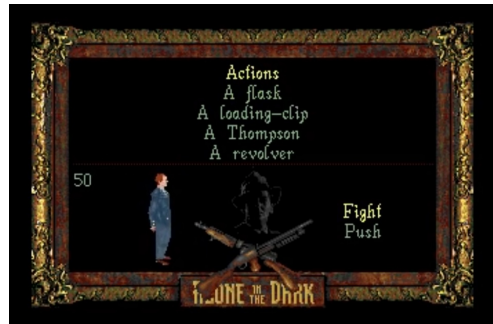 Actions
A flask
A loading-clip
A Thompson
A revolver
50
Fight
Push
ALONE IN THE DARK